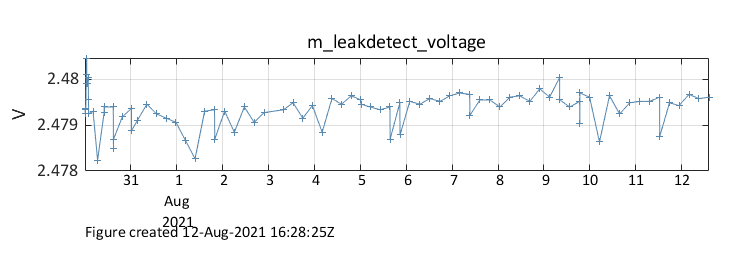 m_leakdetect_voltage
2.48
2.479
2.478
V
31 1 2 3 4 5 6 7 8 9 10 11 12
Aug
2021
Figure created 12-Aug-2021 16:28:25Z